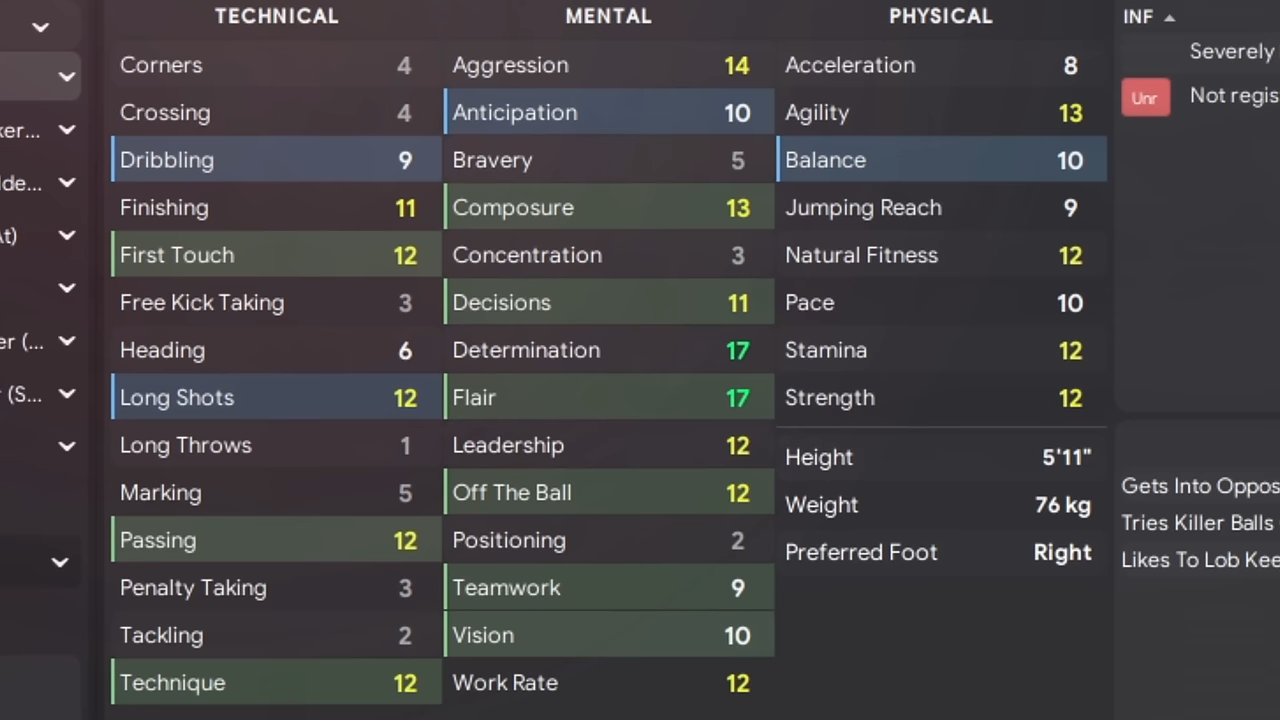 TECHNICAL
Corners 4
Crossing 4
Dribbling 9
Finishing 11
First Touch 12
Free Kick Taking 3
Heading 6
Long Shots 12
Long Throws 1
Marking 5
Passing 12
Penalty Taking 3
Tackling 2
Technique 12
MENTAL
Aggression 14
Anticipation 10
Bravery 5
Composure 13
Concentration 3
Decisions 11
Determination 17
Flair 17
Leadership 12
Off The Ball 12
Positioning 2
Teamwork 9
Vision 10
Work Rate 12
PHYSICAL
Acceleration 8
Agility 13
Balance 10
Jumping Reach 9
Natural Fitness 12
Pace 10
Stamina 12
Strength 12
Height 5'11"
Weight 76 kg
Preferred Foot Right
INF
Severely
Unr Not regis
Gets Into Oppos
Tries Killer Balls
Likes To Lob Kee